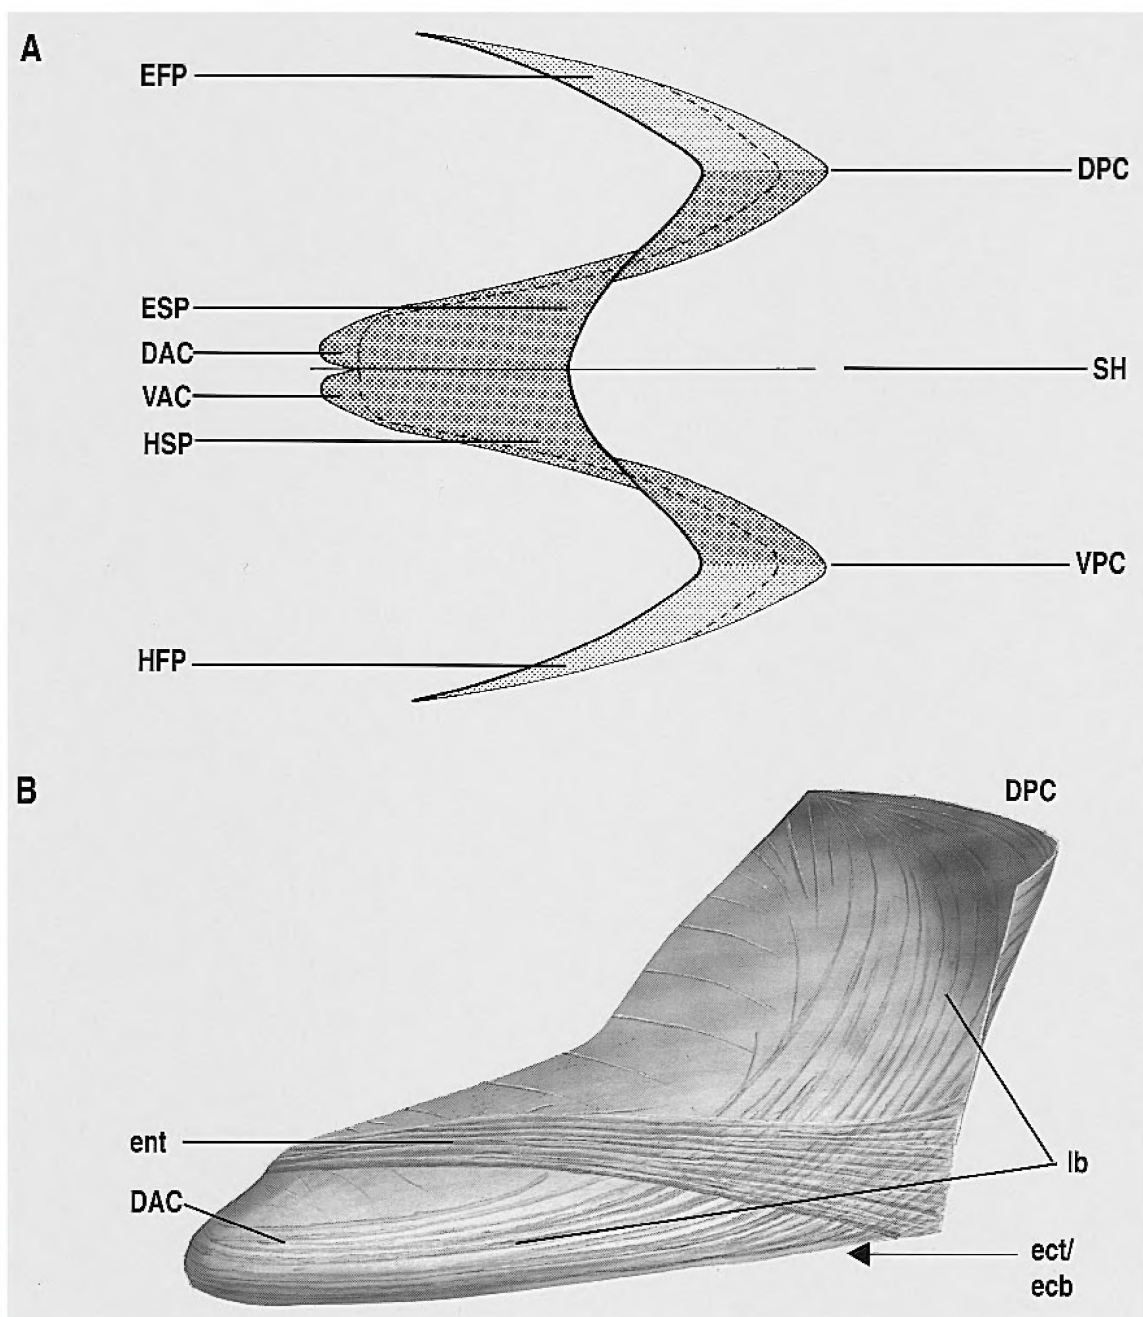 A
EFP
DPC
ESP
DAC
SH
VAC
HSP
VPC
HFP
B
DPC
ent
lb
DAC
ect/
ecb